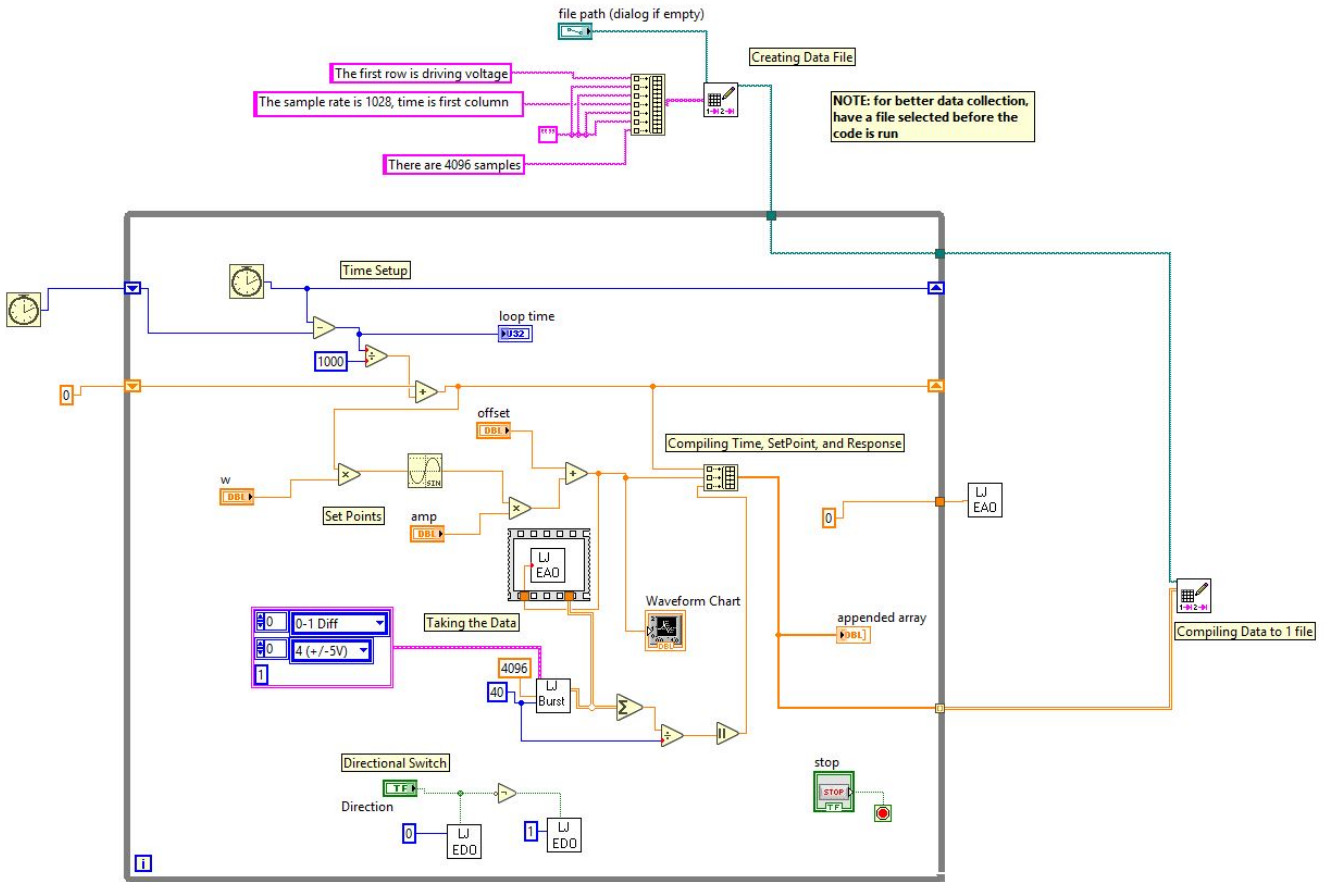 file path (dialog if empty)
Creating Data File
The first row is driving voltage
The sample rate is 1028, time is first column
""
There are 4096 samples
NOTE: for better data collection,
have a file selected before the
code is run
Time Setup
loop time
U32
1000
0
offset
DBL
Compiling Time, SetPoint, and Response
w
DBL
SIN
Set Points
amp
DBL
LJ
EAO
0
LJ
EAO
Waveform Chart
DBL
appended array
DBL
Compiling Data to 1 file
0
0-1 Diff
0
4 (+/-5V)
1
Taking the Data
4096
40
LJ
Burst
Directional Switch
TF
Direction
0
LJ
EDO
1
LJ
EDO
stop
STOP
TF
i